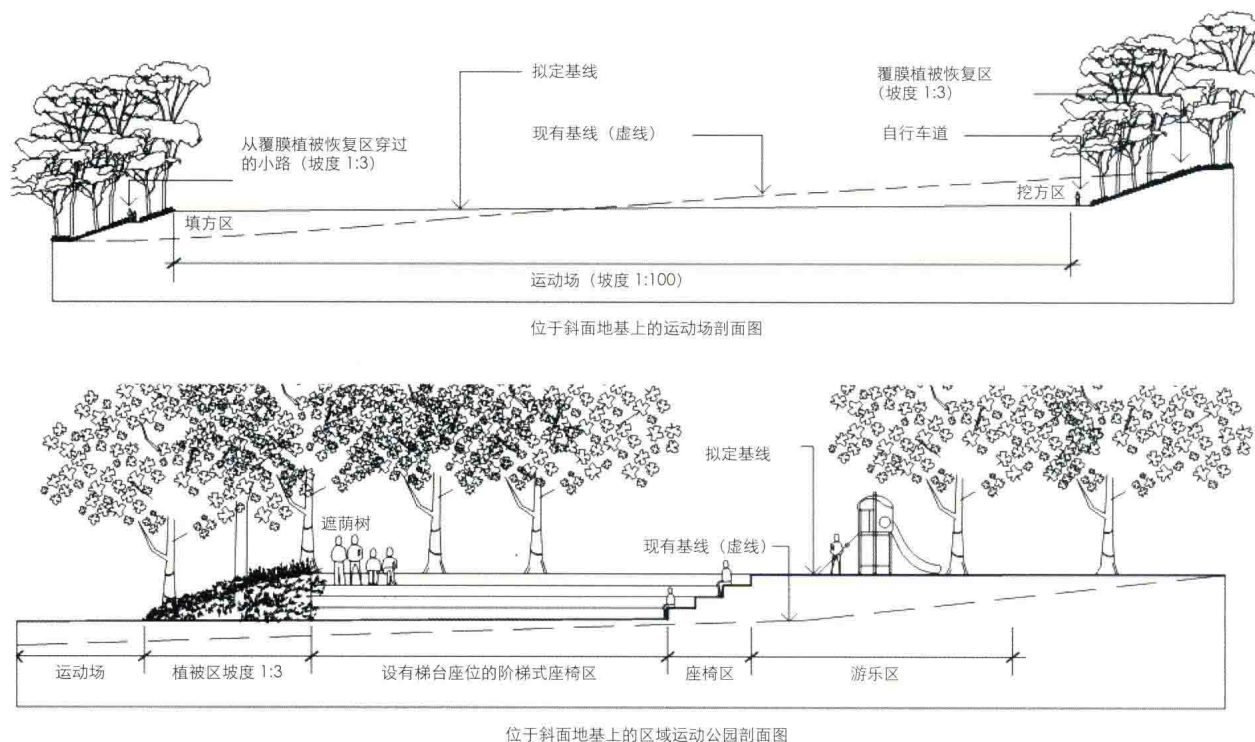 拟定基线
覆膜植被恢复区
(坡度 1:3)
现有基线（虚线）
自行车道
从覆膜植被恢复区穿过
的小路（坡度 1:3）
填方区
挖方区
运动场（坡度 1:100）
位于斜面地基上的运动场剖面图
拟定基线
遮荫树
现有基线（虚线）
运动场
植被区坡度 1:3
设有梯台座位的阶梯式座椅区
座椅区
游乐区
位于斜面地基上的区域运动公园剖面图